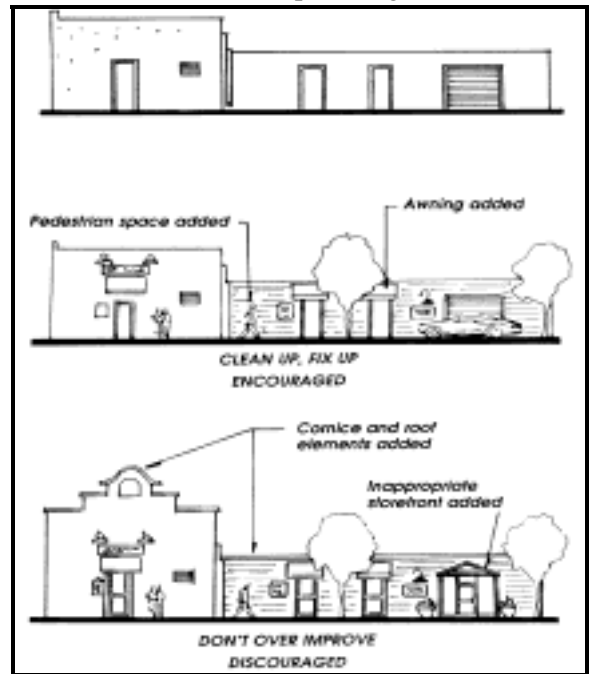 Pedestrian space added
Awning added
CLEAN UP, FIX UP
ENCOURAGED
Cornice and roof
elements added
Inappropriate
storefront added
DON'T OVER IMPROVE
DISCOURAGED